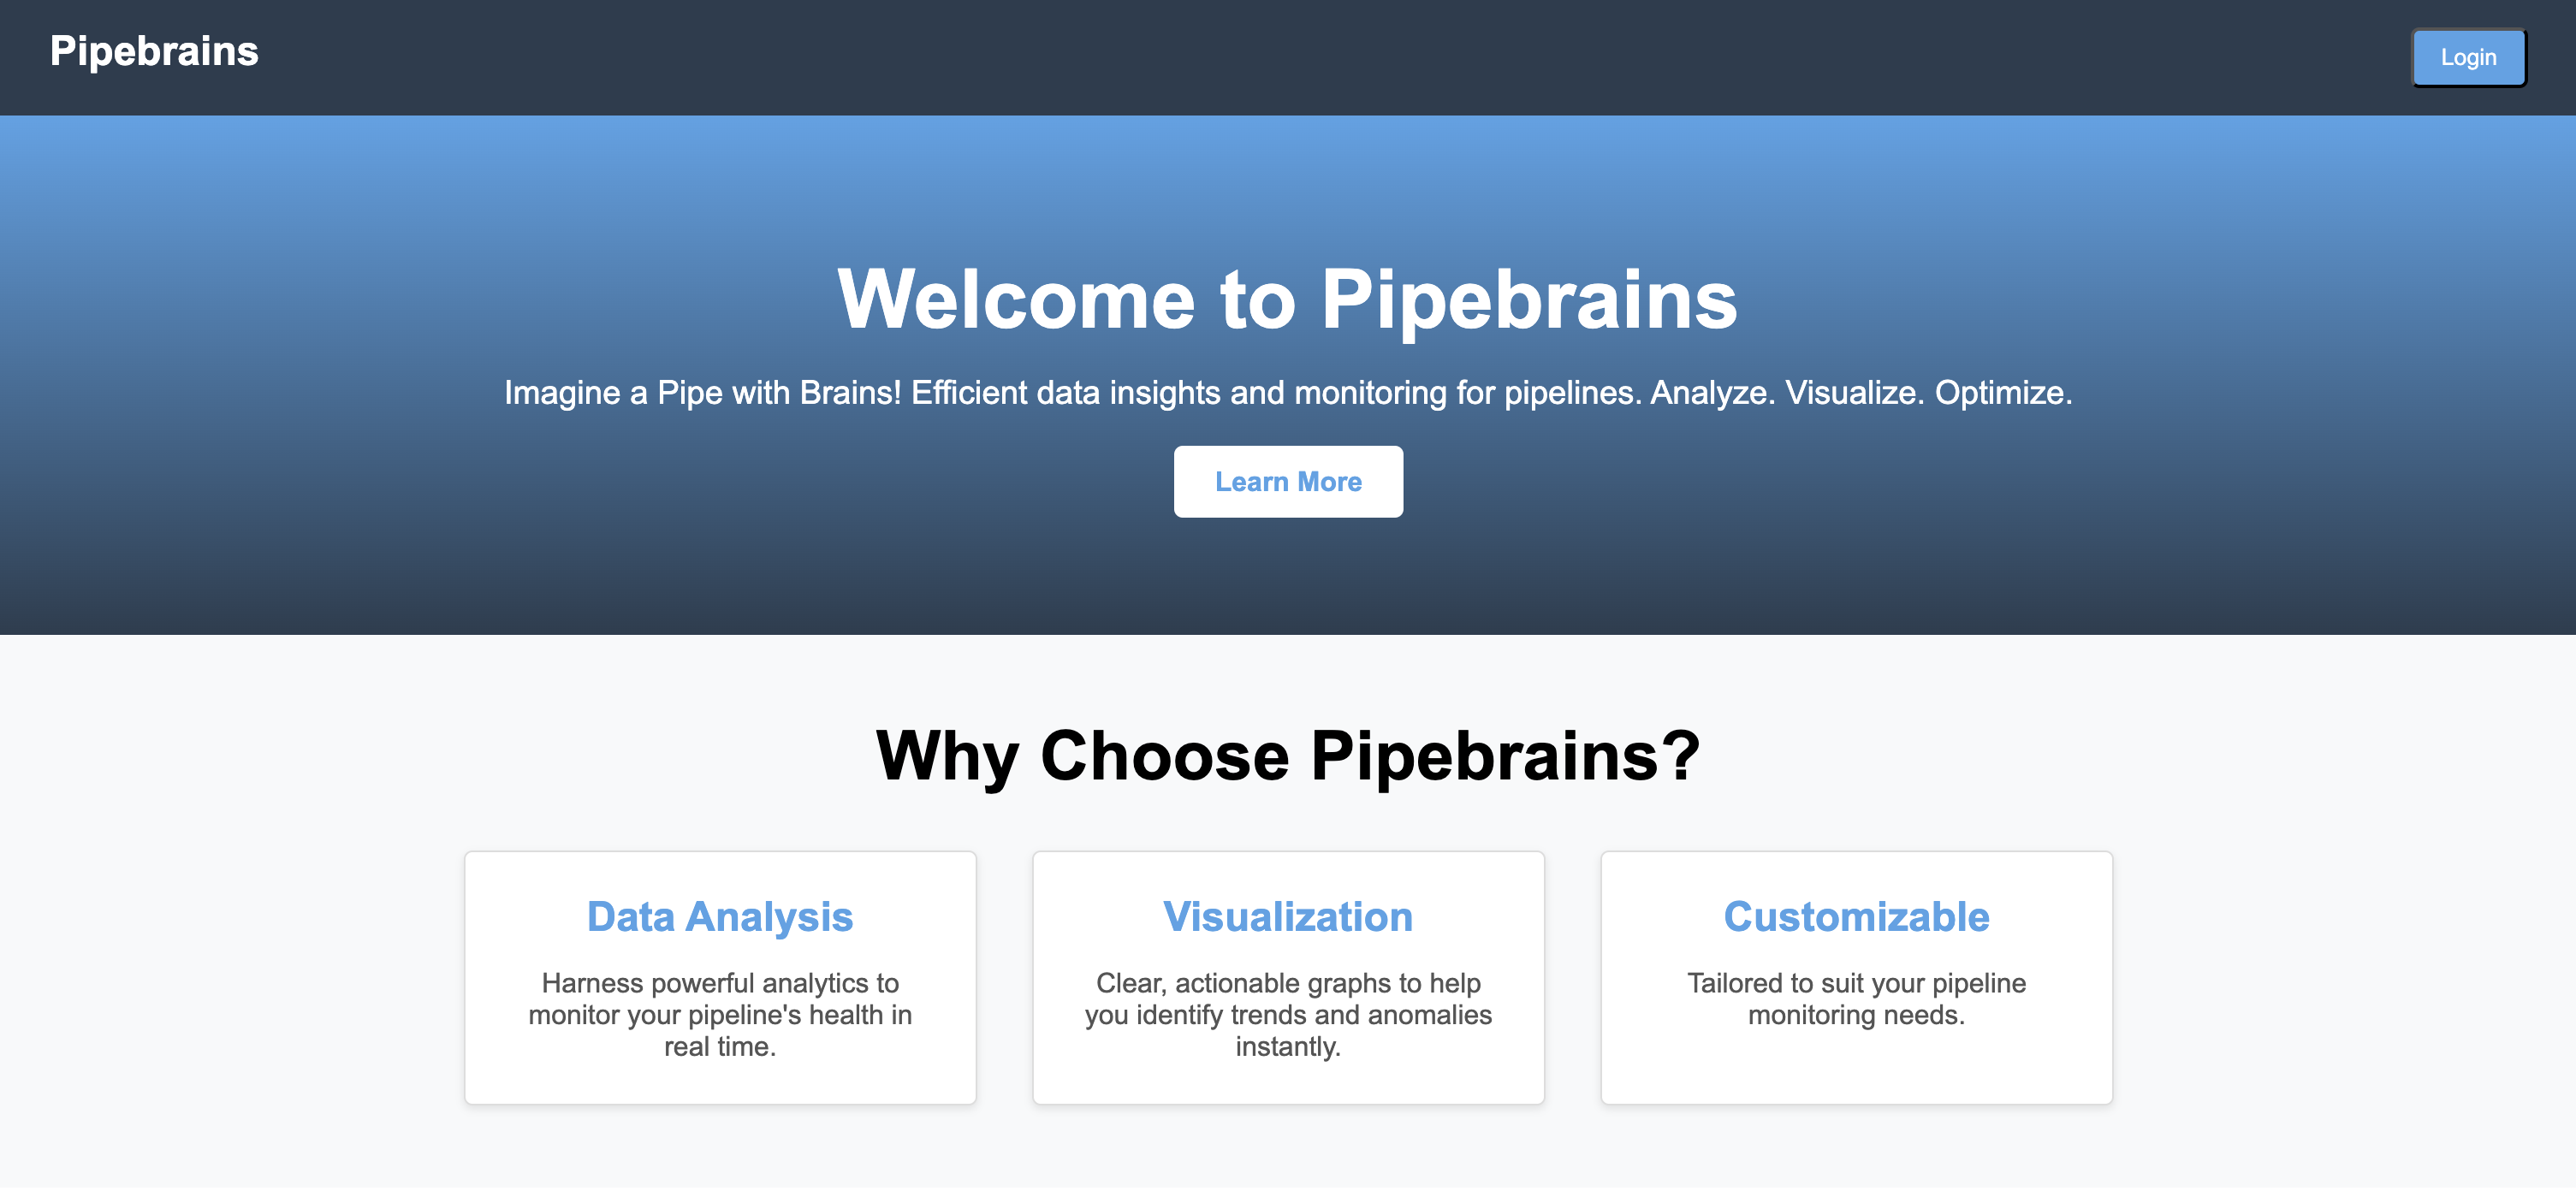 Pipebrains
Login
Welcome to Pipebrains
Imagine a Pipe with Brains! Efficient data insights and monitoring for pipelines. Analyze. Visualize. Optimize.
Learn More
Why Choose Pipebrains?
Data Analysis
Harness powerful analytics to
monitor your pipeline's health in
real time.
Visualization
Clear, actionable graphs to help
you identify trends and anomalies
instantly.
Customizable
Tailored to suit your pipeline
monitoring needs.